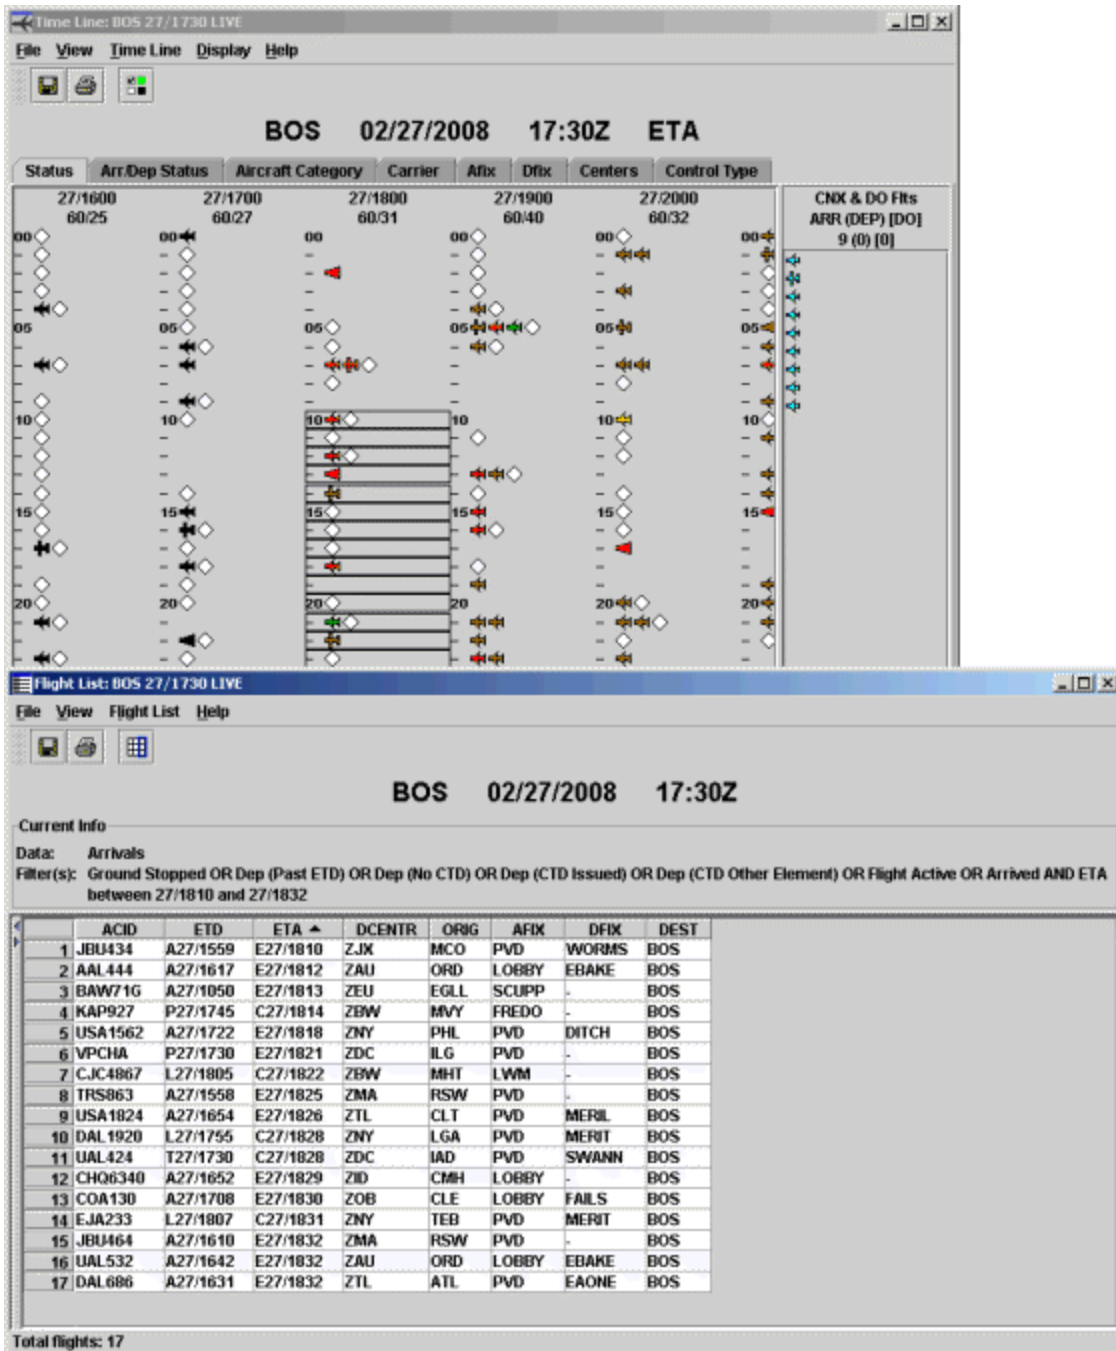 Time Line: BOS 27/1730 LIVE
File View Time Line Display Help
BOS 02/27/2008 17:30Z ETA
Status Arr/Dep Status Aircraft Category Carrier Afix Dfix Centers Control Type
27/1600 27/1700 27/1800 27/1900 27/2000 CNX & DO Flts
60/25 60/27 60/31 60/40 60/32 ARR (DEP) [DO]
9 (0) [0]
00 00 00 00 00 00
05 05 05 05 05 05
10 10 10 10 10 10
15 15 15 15 15 15
20 20 20 20 20 20
Flight List: BOS 27/1730 LIVE
File View Flight List Help
BOS 02/27/2008 17:30Z
Current Info
Data: Arrivals
Filter(s): Ground Stopped OR Dep (Past ETD) OR Dep (No CTD) OR Dep (CTD Issued) OR Dep (CTD Other Element) OR Flight Active OR Arrived AND ETA
between 27/1810 and 27/1832
ACID ETD ETA DCENTR ORIG AFIX DFIX DEST
1 JBU434 A27/1559 E27/1810 ZJX MCO PVD WORMS BOS
2 AAL444 A27/1617 E27/1812 ZAU ORD LOBBY EBAKE BOS
3 BAW71G A27/1050 E27/1813 ZEU EGLL SCUPP - BOS
4 KAP927 P27/1745 C27/1814 ZBW MVY FREDO - BOS
5 USA1562 A27/1722 E27/1818 ZNY PHL PVD DITCH BOS
6 VPCHA P27/1730 E27/1821 ZDC ILG PVD - BOS
7 CJC4867 L27/1805 C27/1822 ZBW MHT LWM - BOS
8 TRS863 A27/1558 E27/1825 ZMA RSW PVD - BOS
9 USA1824 A27/1654 E27/1826 ZTL CLT PVD MERIL BOS
10 DAL1920 L27/1755 C27/1828 ZNY LGA PVD MERIT BOS
11 UAL424 T27/1730 C27/1828 ZDC IAD PVD SWANN BOS
12 CHQ6340 A27/1652 E27/1829 ZID CMH LOBBY - BOS
13 COA130 A27/1708 E27/1830 ZOB CLE LOBBY FAILS BOS
14 EJA233 L27/1807 C27/1831 ZNY TEB PVD MERIT BOS
15 JBU464 A27/1610 E27/1832 ZMA RSW PVD - BOS
16 UAL532 A27/1642 E27/1832 ZAU ORD LOBBY EBAKE BOS
17 DAL686 A27/1631 E27/1832 ZTL ATL PVD EAONE BOS
Total flights: 17